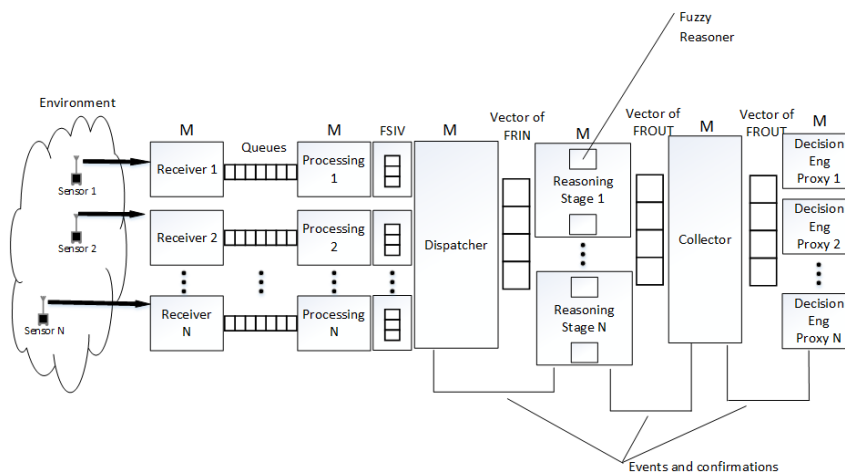 Fuzzy
Reasoner
Environment
M
Queues
M
FSIV
M
Vector of
FRIN
M
Vector of
FROUT
M
Vector of
FROUT
M
Sensor 1
Receiver 1
Processing
1
Reasoning
Stage 1
Decision
Eng
Proxy 1
Sensor 2
Receiver 2
Processing
2
Dispatcher
Collector
Decision
Eng
Proxy 2
Sensor N
Receiver
N
Processing
N
Reasoning
Stage N
Decision
Eng
Proxy N
Events and confirmations